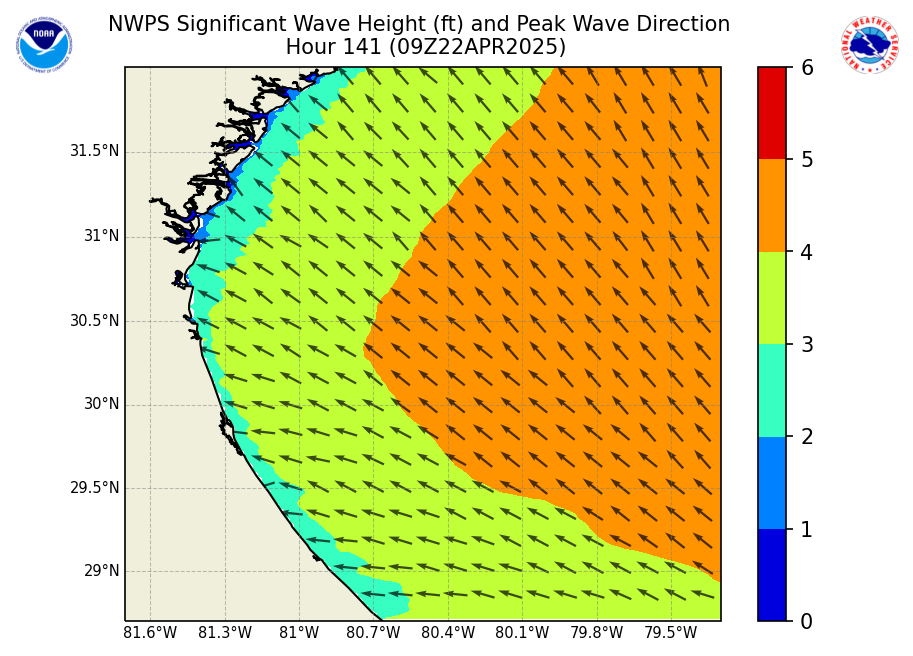 NWPS Significant Wave Height (ft) and Peak Wave Direction
Hour 141 (09Z22APR2025)
NOAA
NATIONAL WEATHER SERVICE
31.5°N
31°N
30.5°N
30°N
29.5°N
29°N
81.6°W 81.3°W 81°W 80.7°W 80.4°W 80.1°W 79.8°W 79.5°W
6
5
4
3
2
1
0